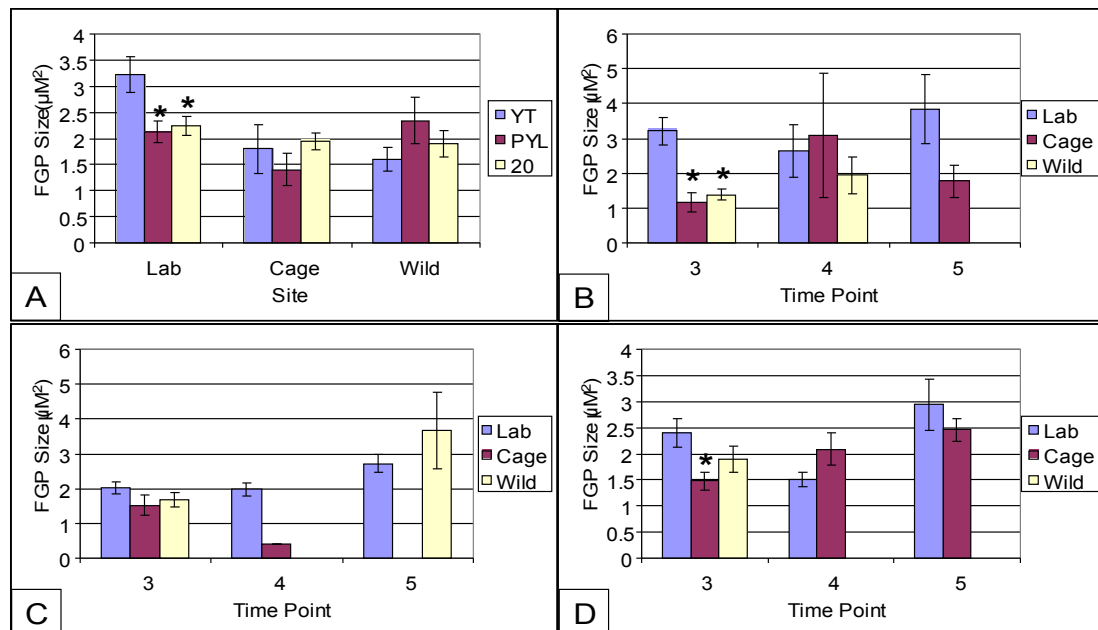 FGP Size(µM²)
4
3.5
3
2.5
2
1.5
1
0.5
0
* *
Lab Cage Wild
Site
YT
PYL
20
A
FGP Size µM²)
6
5
4
3
2
1
0
* *
3 4 5
Time Point
Lab
Cage
Wild
B
FGP Size µM²)
6
5
4
3
2
1
0
3 4 5
Time Point
Lab
Cage
Wild
C
FGP Size µM²)
4
3.5
3
2.5
2
1.5
1
0.5
0
*
3 4 5
Time Point
Lab
Cage
Wild
D